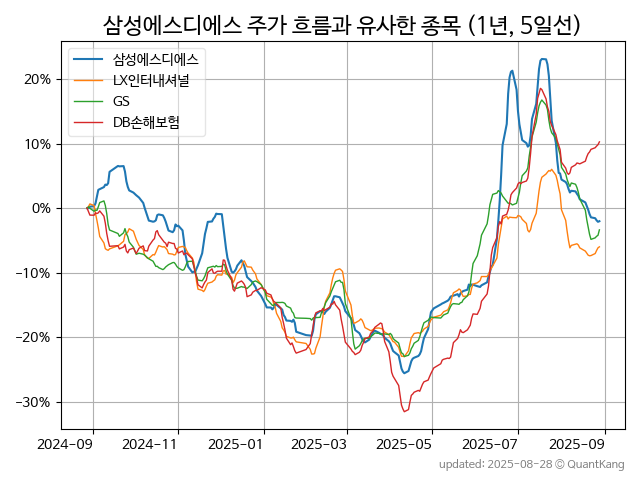 삼성에스디에스 주가 흐름과 유사한 종목 (1년, 5일선)
삼성에스디에스
LX인터내셔널
GS
DB손해보험
20%
10%
0%
−10%
−20%
−30%
2024-09 2024-11 2025-01 2025-03 2025-05 2025-07 2025-09
updated: 2025-08-28 © QuantKang